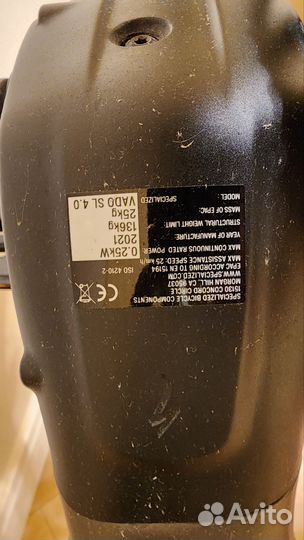 SPECIALIZED BICYCLE COMPONENTS
15130 CONCORD CIRCLE
MORGAN HILL, CA 95037
WWW.SPECIALIZED.COM
EPAC ACCORDING TO EN 15194
MAX ASSISTANCE SPEED: 25 km/h
MAX CONTINUOUS RATED POWER: 0.25kW
YEAR OF MANUFACTURE: 2021
STRUCTURAL WEIGHT LIMIT: 136kg
MASS OF EPAC: 25kg
MODEL: SPECIALIZED VADO SL 4.0
CE
ISO 4210-2
Avito